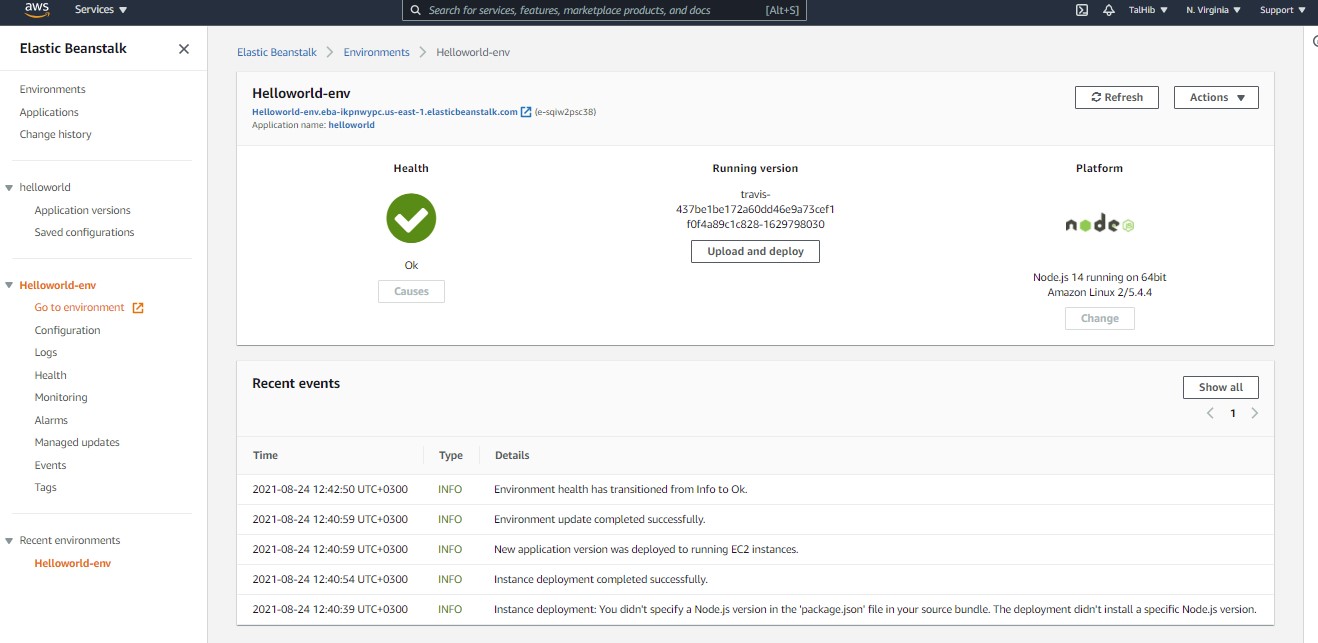 aws
Services
Search for services, features, marketplace products, and docs
[Alt+S]
TalHib
N. Virginia
Support
Elastic Beanstalk
Environments
Applications
Change history
helloworld
Application versions
Saved configurations
Helloworld-env
Go to environment
Configuration
Logs
Health
Monitoring
Alarms
Managed updates
Events
Tags
Recent environments
Helloworld-env
Elastic Beanstalk > Environments > Helloworld-env
Helloworld-env
Helloworld-env.eba-ikpnwypc.us-east-1.elasticbeanstalk.com (e-sqiw2psc38)
Application name: helloworld
Refresh
Actions
Health
Ok
Causes
Running version
travis-
437be1be172a60dd46e9a73cef1
f0f4a89c1c828-1629798030
Upload and deploy
Platform
node
Node.js 14 running on 64bit
Amazon Linux 2/5.4.4
Change
Recent events
Show all
1
Time Type Details
2021-08-24 12:42:50 UTC+0300 INFO Environment health has transitioned from Info to Ok.
2021-08-24 12:40:59 UTC+0300 INFO Environment update completed successfully.
2021-08-24 12:40:59 UTC+0300 INFO New application version was deployed to running EC2 instances.
2021-08-24 12:40:54 UTC+0300 INFO Instance deployment completed successfully.
2021-08-24 12:40:39 UTC+0300 INFO Instance deployment: You didn't specify a Node.js version in the 'package.json' file in your source bundle. The deployment didn't install a specific Node.js version.